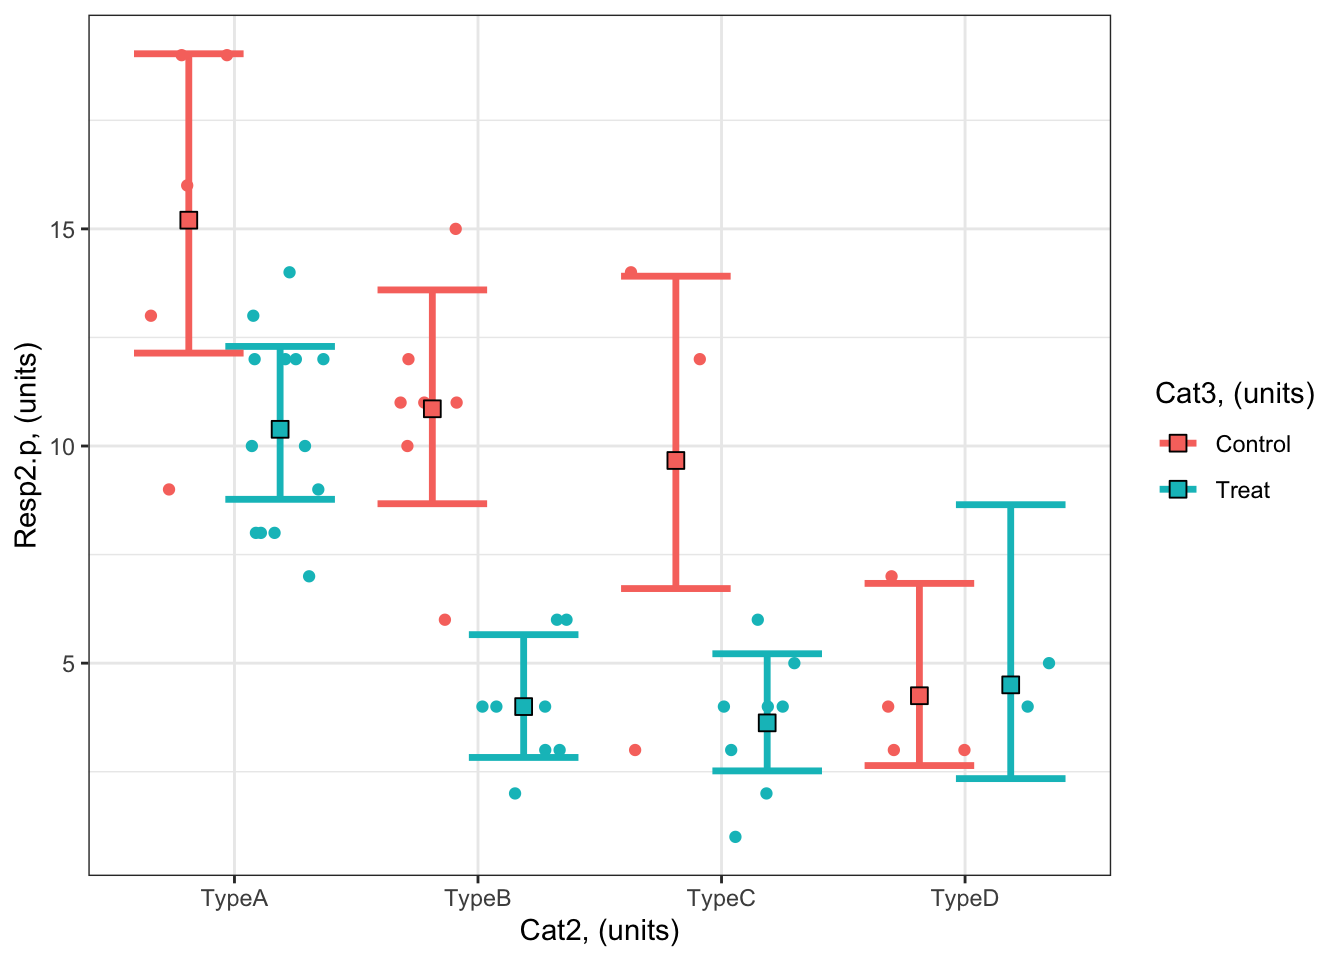 Resp2.p, (units)
15
10
5
TypeA TypeB TypeC TypeD
Cat2, (units)
Cat3, (units)
Control
Treat